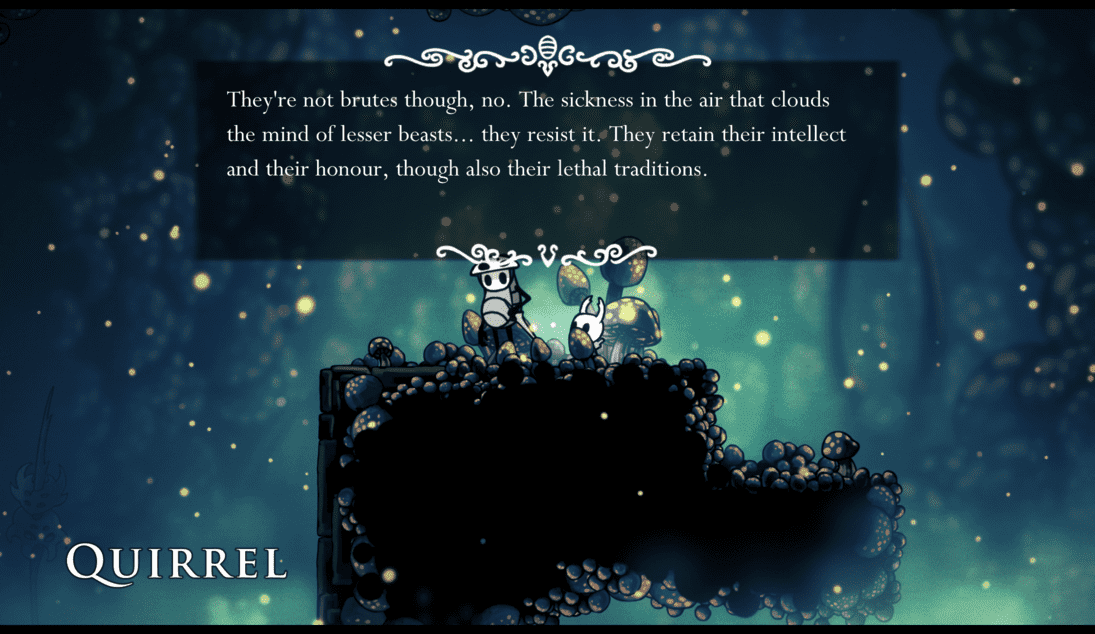 They're not brutes though, no. The sickness in the air that clouds
the mind of lesser beasts... they resist it. They retain their intellect
and their honour, though also their lethal traditions.
QUIRREL